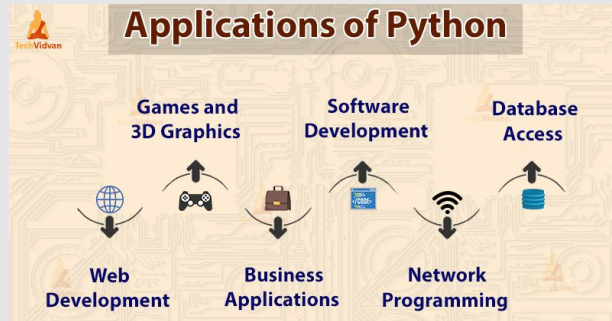 Applications of Python
TechVidvan
Games and
3D Graphics
Software
Development
Database
Access
</CODE>
Web
Development
Business
Applications
Network
Programming